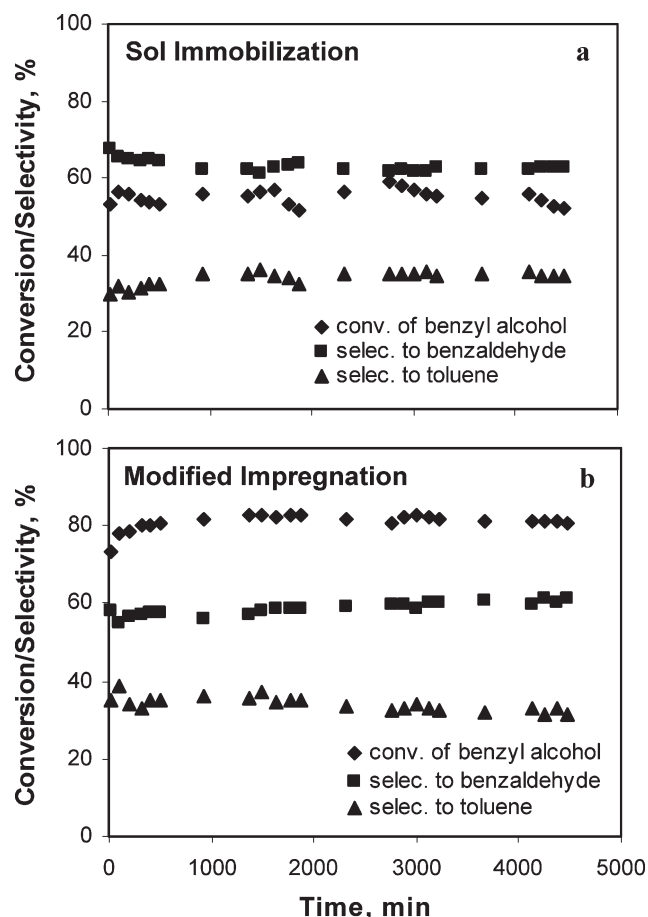 100
Sol Immobilization
a
80
60
40
20
0
Conversion/Selectivity, %
conv. of benzyl alcohol
selec. to benzaldehyde
selec. to toluene
100
Modified Impregnation
b
80
60
40
20
0
Conversion/Selectivity, %
conv. of benzyl alcohol
selec. to benzaldehyde
selec. to toluene
0 1000 2000 3000 4000 5000
Time, min